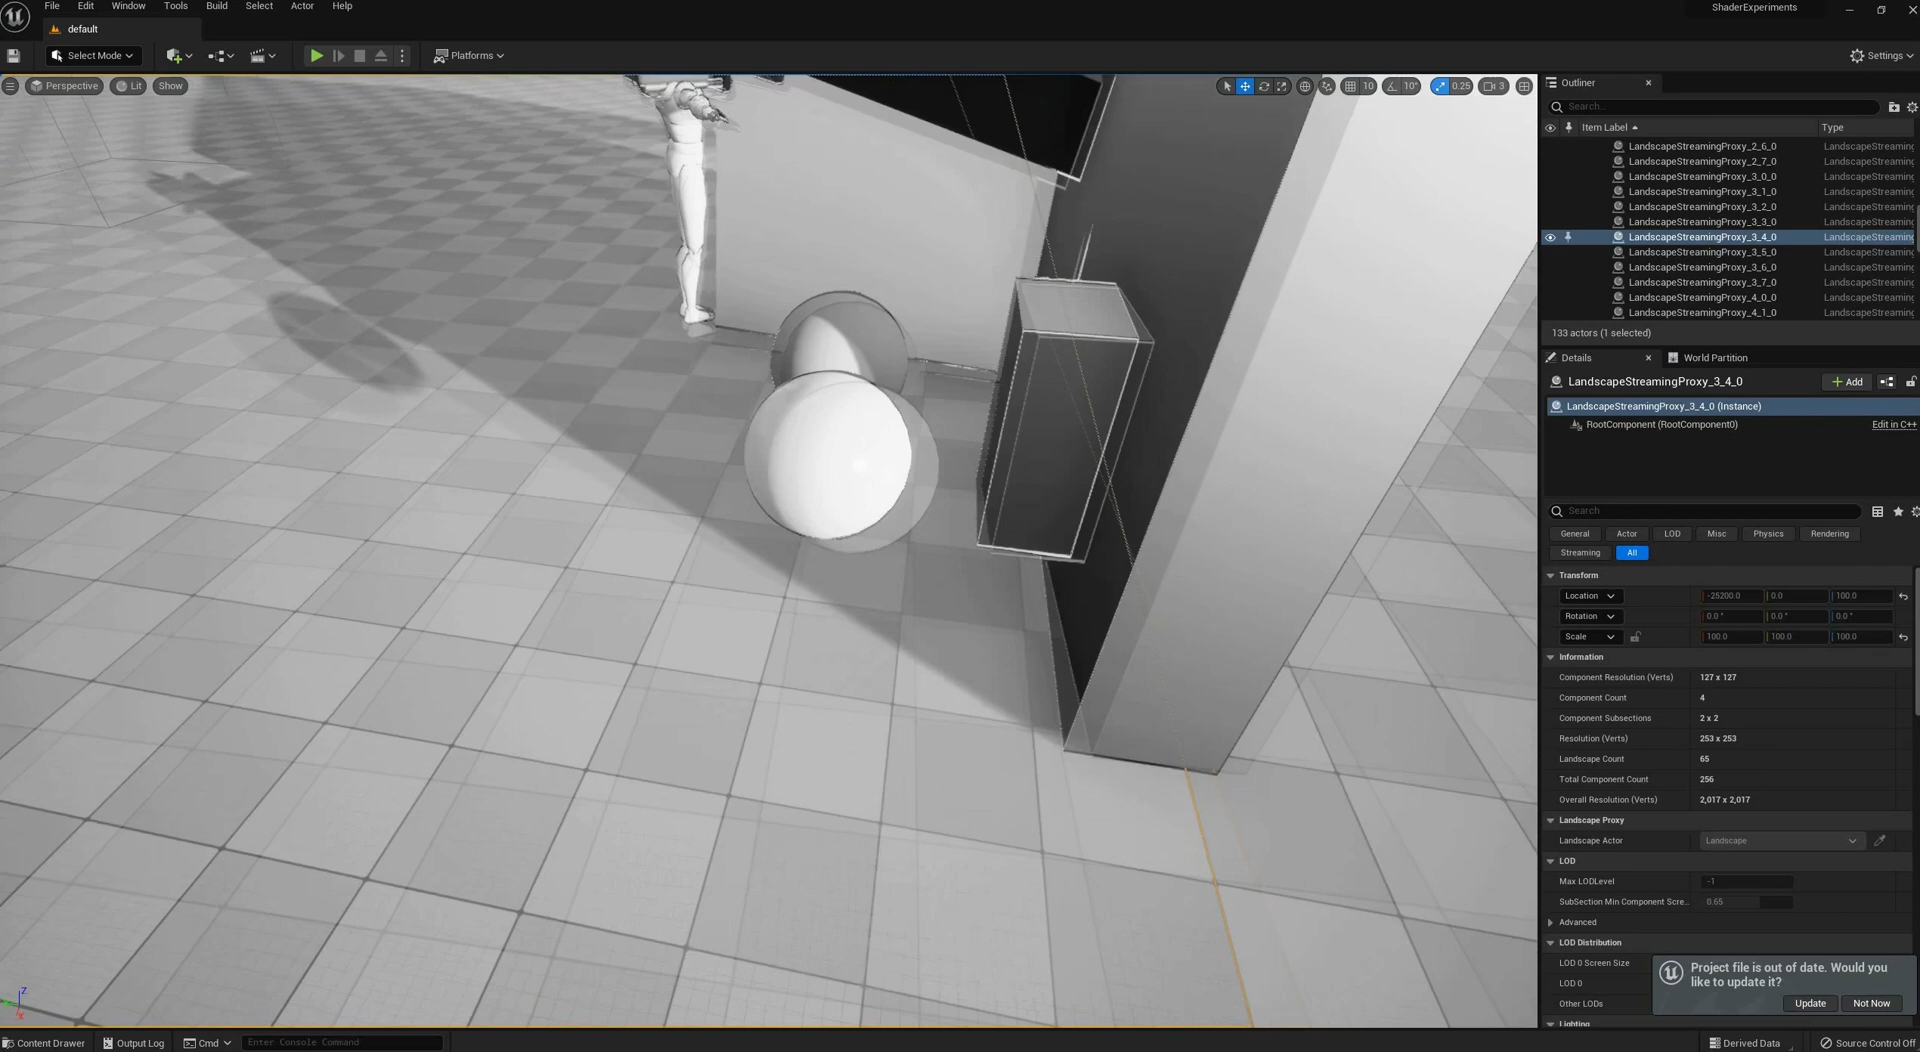 File Edit Window Tools Build Select Actor Help
ShaderExperiments
default
Select Mode
Platforms
Settings
Perspective
Lit
Show
10
10°
0.25
3
Outliner
Search...
Item Label
Type
LandscapeStreamingProxy_2_6_0 LandscapeStreaming
LandscapeStreamingProxy_2_7_0 LandscapeStreaming
LandscapeStreamingProxy_3_0_0 LandscapeStreaming
LandscapeStreamingProxy_3_1_0 LandscapeStreaming
LandscapeStreamingProxy_3_2_0 LandscapeStreaming
LandscapeStreamingProxy_3_3_0 LandscapeStreaming
LandscapeStreamingProxy_3_4_0 LandscapeStreaming
LandscapeStreamingProxy_3_5_0 LandscapeStreaming
LandscapeStreamingProxy_3_6_0 LandscapeStreaming
LandscapeStreamingProxy_3_7_0 LandscapeStreaming
LandscapeStreamingProxy_4_0_0 LandscapeStreaming
LandscapeStreamingProxy_4_1_0 LandscapeStreaming
133 actors (1 selected)
Details
World Partition
LandscapeStreamingProxy_3_4_0
Add
LandscapeStreamingProxy_3_4_0 (Instance)
RootComponent (RootComponent0) Edit in C++
Search
General Actor LOD Misc Physics Rendering
Streaming All
Transform
Location -25200.0 0.0 100.0
Rotation 0.0° 0.0° 0.0°
Scale 100.0 100.0 100.0
Information
Component Resolution (Verts) 127 x 127
Component Count 4
Component Subsections 2 x 2
Resolution (Verts) 253 x 253
Landscape Count 65
Total Component Count 256
Overall Resolution (Verts) 2,017 x 2,017
Landscape Proxy
Landscape Actor Landscape
LOD
Max LODLevel -1
SubSection Min Component Scre... 0.65
Advanced
LOD Distribution
LOD 0 Screen Size
LOD 0
Other LODs
Lighting
Project file is out of date. Would you
like to update it?
Update
Not Now
Z
X
Content Drawer
Output Log
Cmd
Enter Console Command
Derived Data
Source Control Off